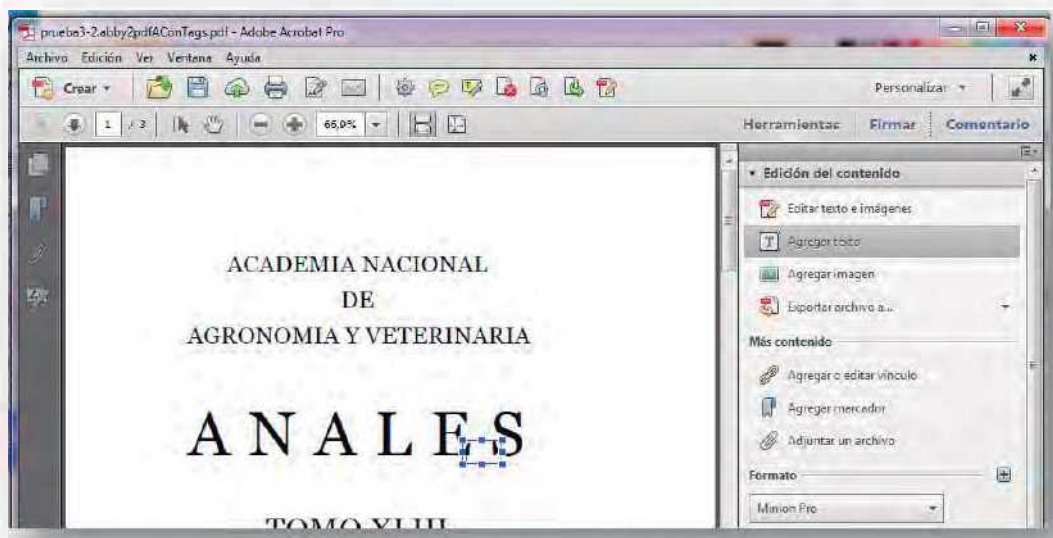 prueba3-2.abby2pdfAConTags.pdf - Adobe Acrobat Pro
Archivo Edición Ver Ventana Ayuda
Crear Personalizar
1 / 3 66,9% Herramientas Firmar Comentario
Edición del contenido
Editar texto e imágenes
Agregar texto
Agregar imagen
Exportar archivo a...
Más contenido
Agregar o editar vínculo
Agregar marcador
Adjuntar un archivo
Formato
Minion Pro
ACADEMIA NACIONAL
DE
AGRONOMIA Y VETERINARIA
ANALES
TOMO XLIII